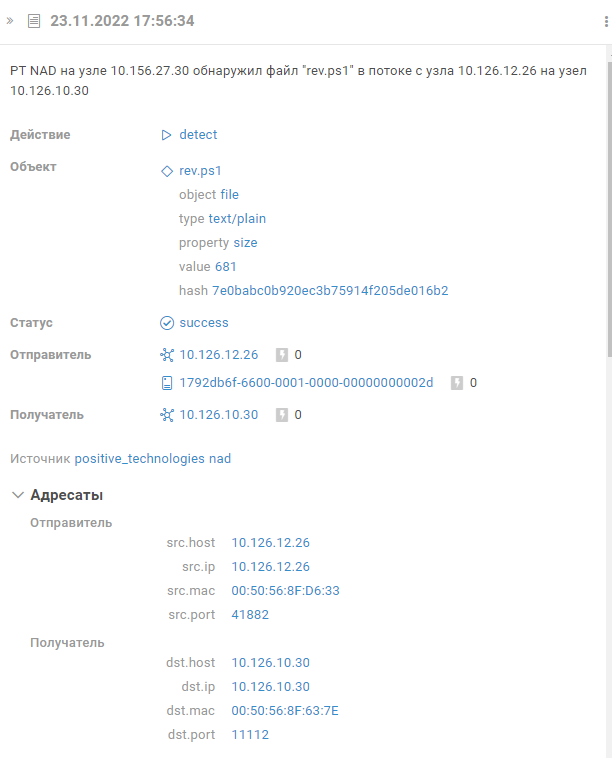 23.11.2022 17:56:34
PT NAD на узле 10.156.27.30 обнаружил файл "rev.ps1" в потоке с узла 10.126.12.26 на узел
10.126.10.30
Действие detect
Объект rev.ps1
object file
type text/plain
property size
value 681
hash 7e0babc0b920ec3b75914f205de016b2
Статус success
Отправитель 10.126.12.26 0
1792db6f-6600-0001-0000-00000000002d 0
Получатель 10.126.10.30 0
Источник positive_technologies nad
Адресаты
Отправитель
src.host 10.126.12.26
src.ip 10.126.12.26
src.mac 00:50:56:8F:D6:33
src.port 41882
Получатель
dst.host 10.126.10.30
dst.ip 10.126.10.30
dst.mac 00:50:56:8F:63:7E
dst.port 11112